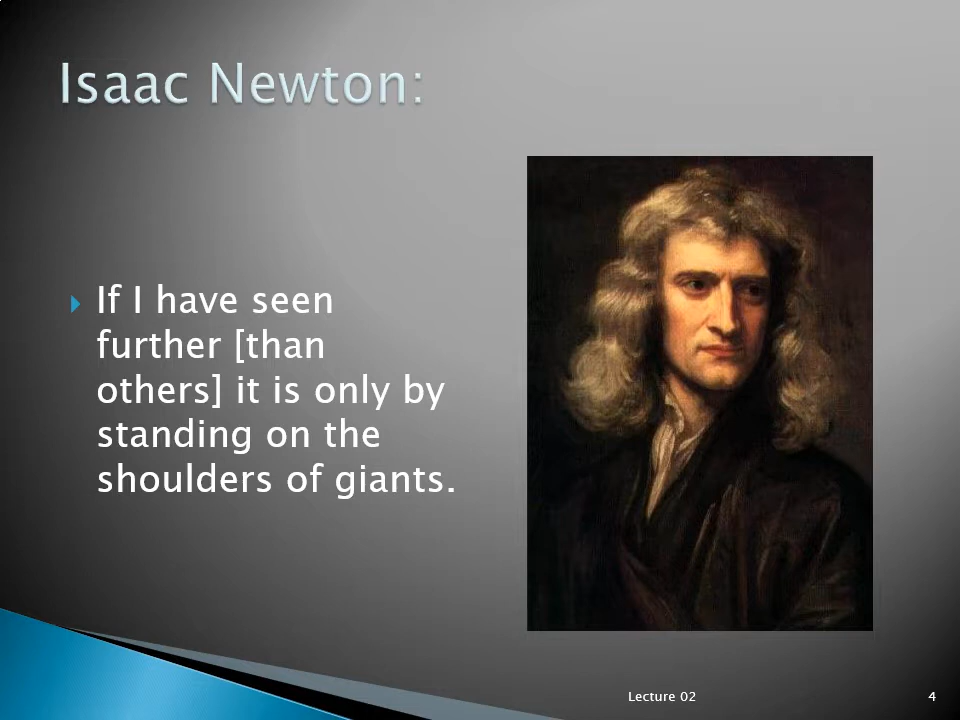 Isaac Newton:
If I have seen
further [than
others] it is only by
standing on the
shoulders of giants.
Lecture 02
4